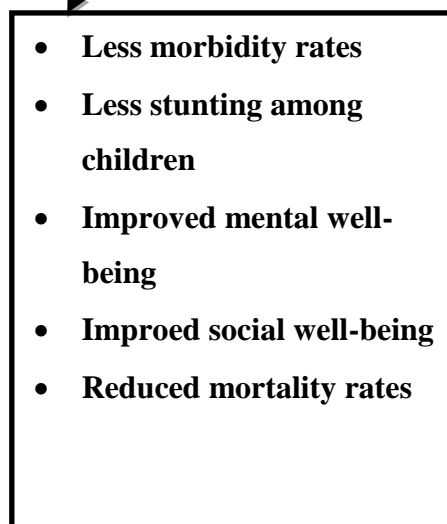 • Less morbidity rates
• Less stunting among
children
• Improved mental well-
being
• Improed social well-being
• Reduced mortality rates